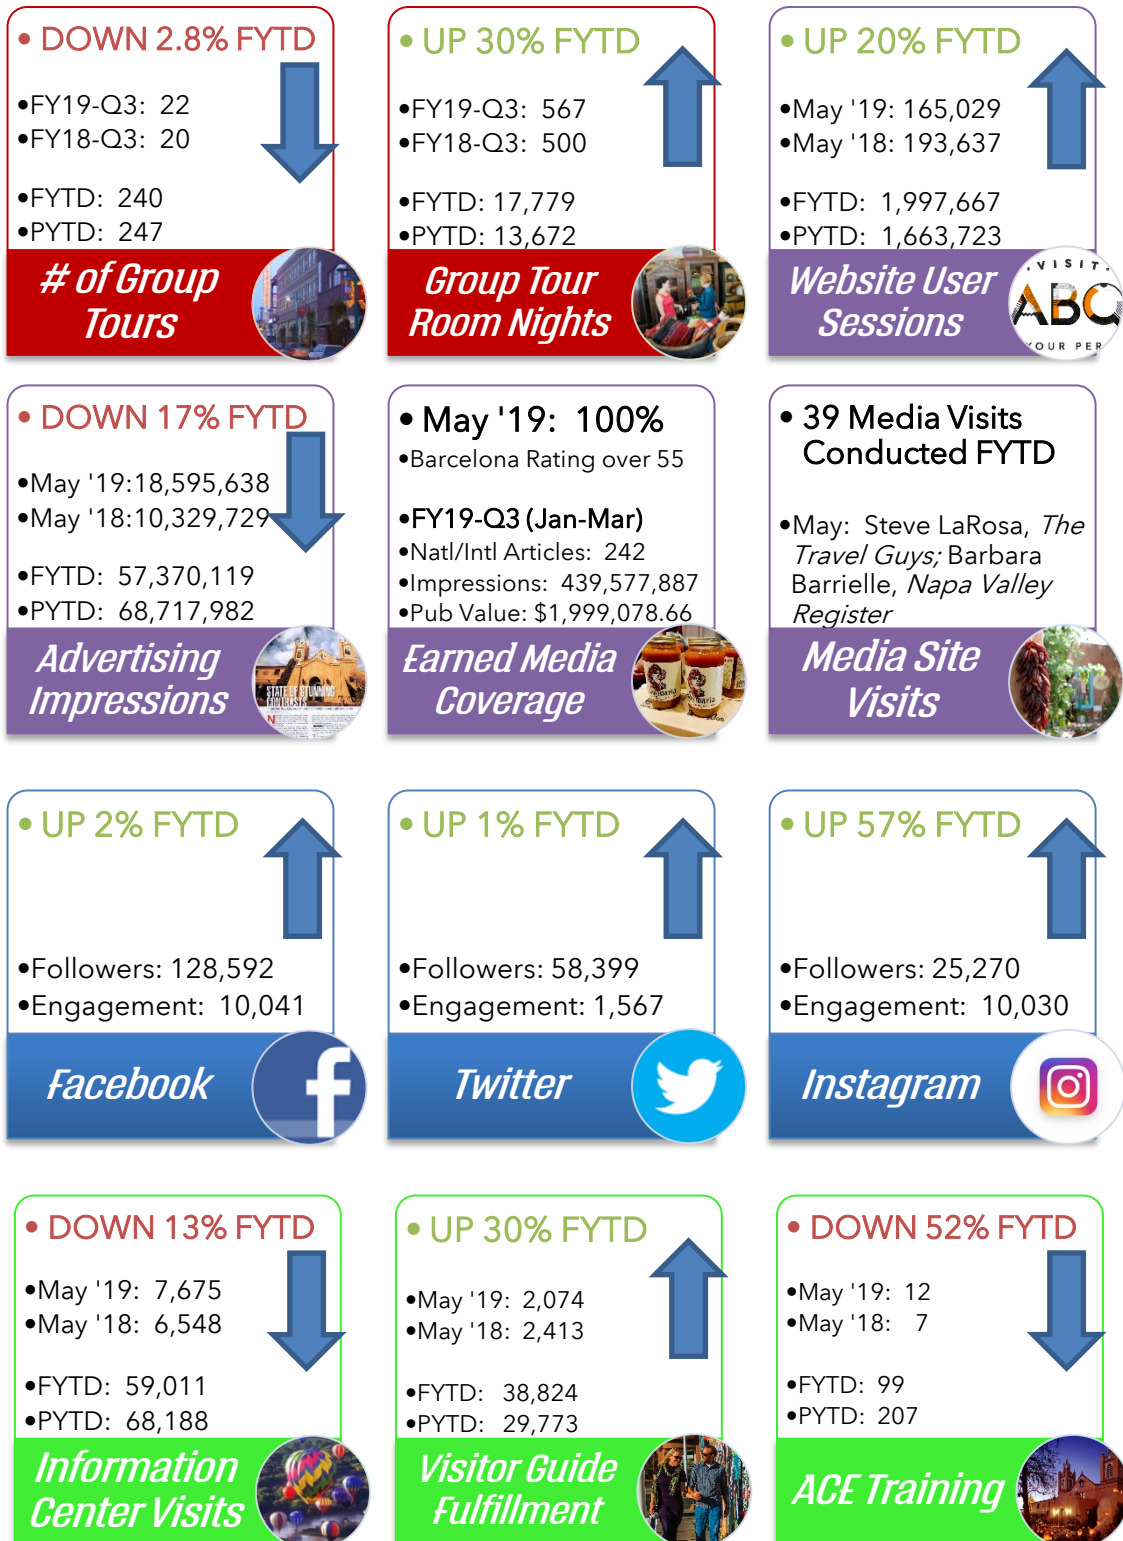 • DOWN 2.8% FYTD
•FY19-Q3: 22
•FY18-Q3: 20
•FYTD: 240
•PYTD: 247
# of Group
Tours
• UP 30% FYTD
•FY19-Q3: 567
•FY18-Q3: 500
•FYTD: 17,779
•PYTD: 13,672
Group Tour
Room Nights
• UP 20% FYTD
•May '19: 165,029
•May '18: 193,637
•FYTD: 1,997,667
•PYTD: 1,663,723
Website User
Sessions
·VISIT·
ABQ
YOUR PER
• DOWN 17% FYTD
•May '19:18,595,638
•May '18:10,329,729
•FYTD: 57,370,119
•PYTD: 68,717,982
Advertising
Impressions
STATE OF STUNNING
CONTRASTS
• May '19: 100%
•Barcelona Rating over 55
•FY19-Q3 (Jan-Mar)
•Natl/Intl Articles: 242
•Impressions: 439,577,887
•Pub Value: $1,999,078.66
Earned Media
Coverage
• 39 Media Visits
Conducted FYTD
•May: Steve LaRosa, The
Travel Guys; Barbara
Barrielle, Napa Valley
Register
Media Site
Visits
• UP 2% FYTD
•Followers: 128,592
•Engagement: 10,041
Facebook
f
• UP 1% FYTD
•Followers: 58,399
•Engagement: 1,567
Twitter
• UP 57% FYTD
•Followers: 25,270
•Engagement: 10,030
Instagram
• DOWN 13% FYTD
•May '19: 7,675
•May '18: 6,548
•FYTD: 59,011
•PYTD: 68,188
Information
Center Visits
• UP 30% FYTD
•May '19: 2,074
•May '18: 2,413
•FYTD: 38,824
•PYTD: 29,773
Visitor Guide
Fulfillment
• DOWN 52% FYTD
•May '19: 12
•May '18: 7
•FYTD: 99
•PYTD: 207
ACE Training